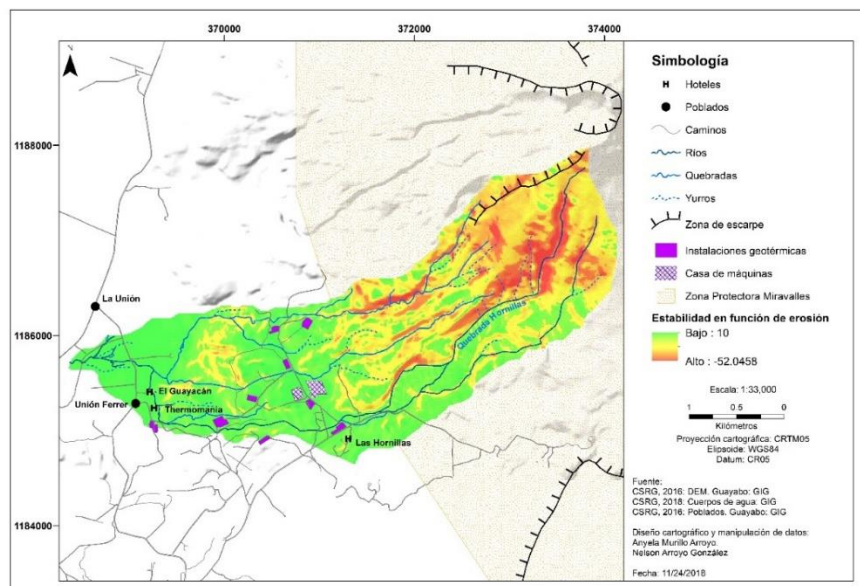 370000
372000
374000
1188000
1186000
1184000
N
La Unión
Unión Ferrer
H El Guayacán
H Thermomanía
H Las Hornillas
Quebrada Hornillas
Simbología
H Hoteles
Poblados
Caminos
Ríos
Quebradas
Yurros
Zona de escarpe
Instalaciones geotérmicas
Casa de máquinas
Zona Protectora Miravalles
Estabilidad en función de erosión
Bajo : 10
Alto : -52.0458
Escala: 1:33,000
1 0.5 0
Kilómetros
Proyección cartográfica: CRTM05
Elipsoide: WGS84
Datum: CR05
Fuente:
CSRG, 2016: DEM. Guayabo: GIG
CSRG, 2018: Cuerpos de agua: GIG
CSRG, 2016: Poblados. Guayabo: GIG
Diseño cartográfico y manipulación de datos:
Anyela Murillo Arroyo.
Nelson Arroyo González
Fecha: 11/24/2018